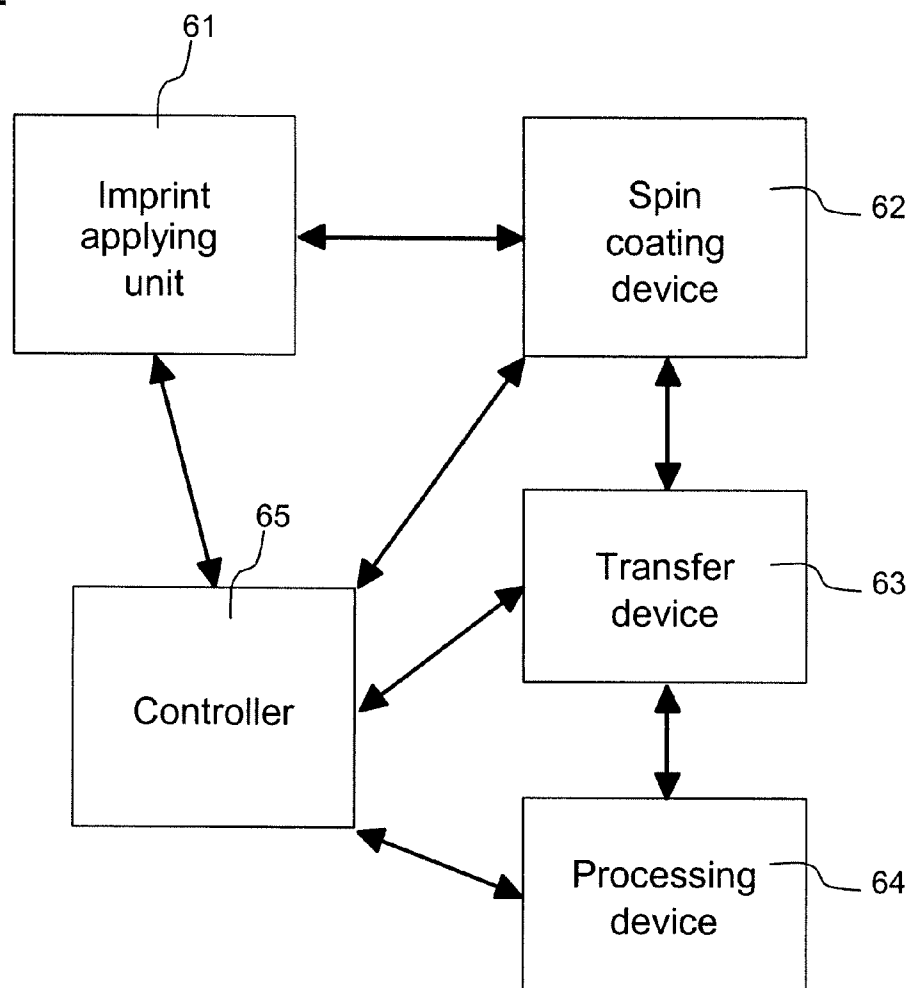 61
Imprint
applying
unit
Spin
coating
device
62
65
Transfer
device
63
Controller
Processing
device
64